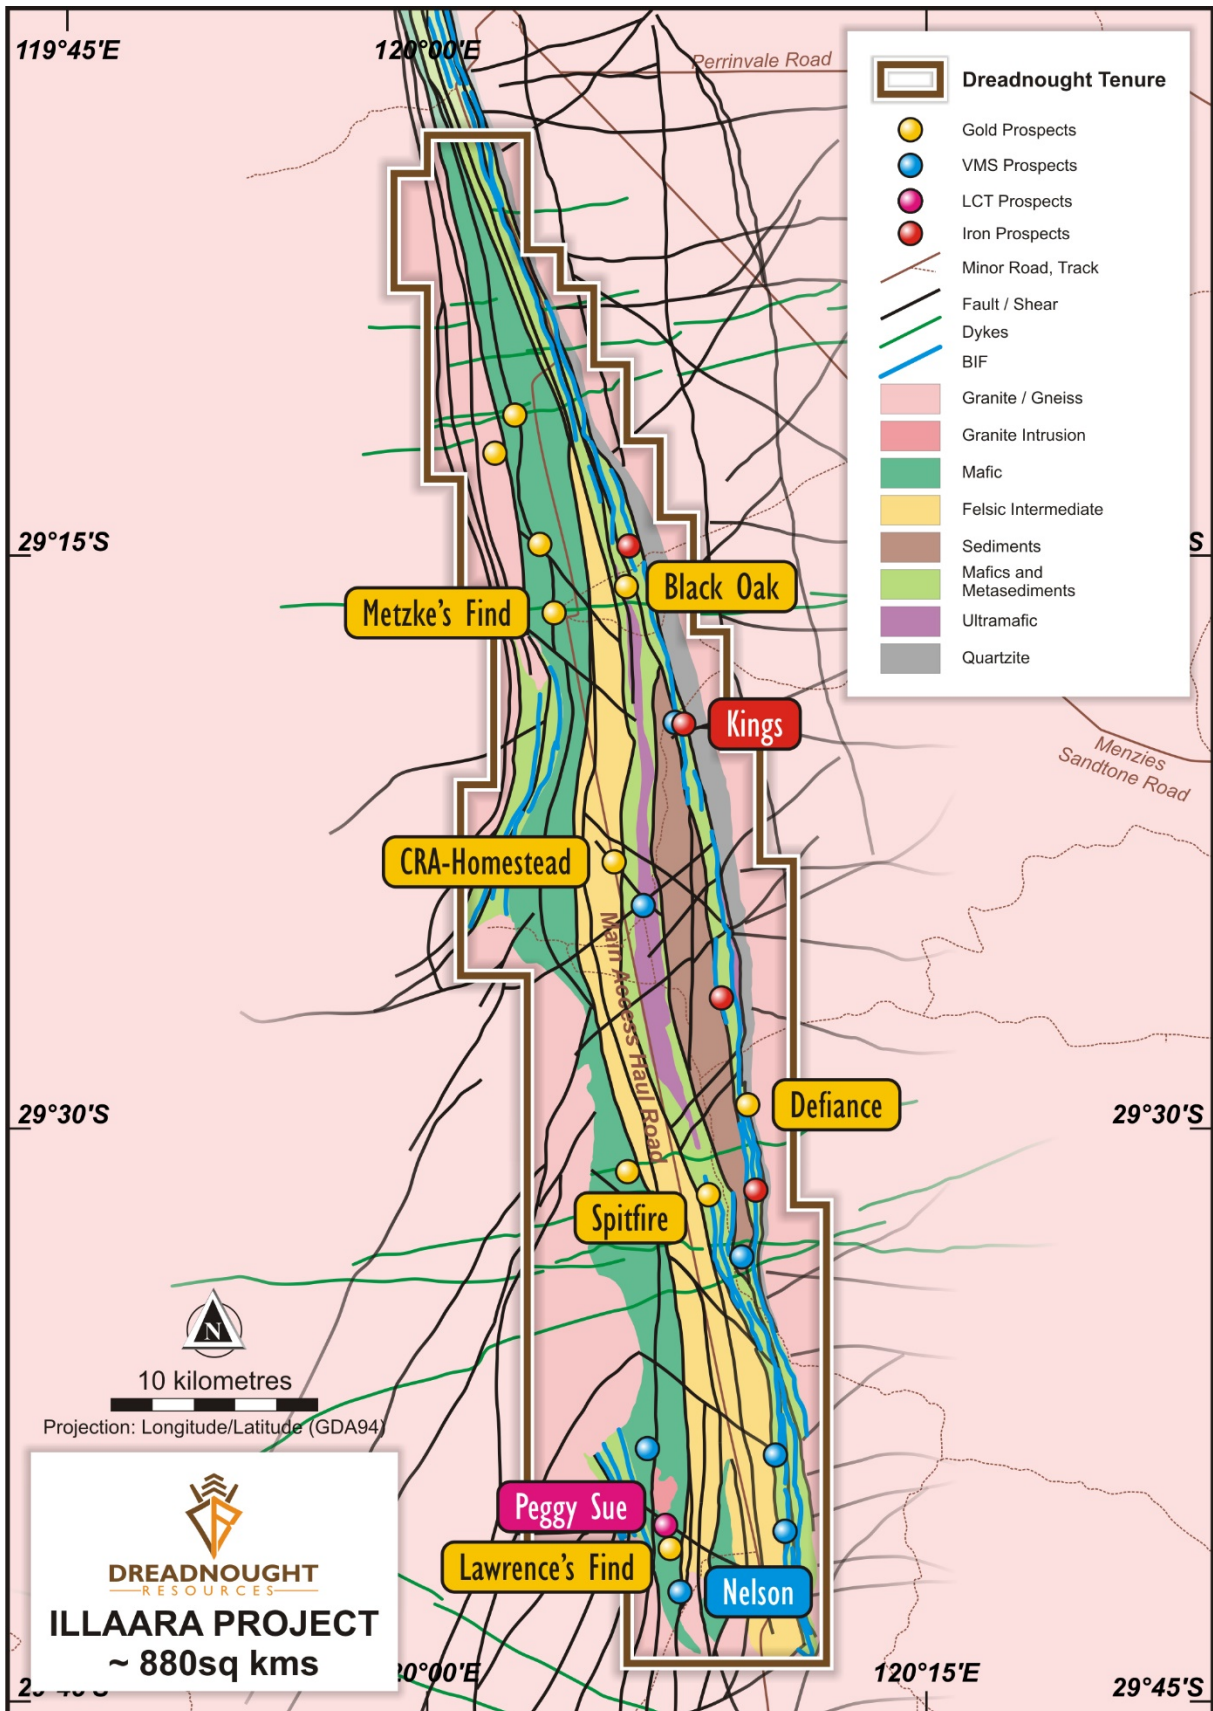 119°45'E
120°00'E
Perrinvale Road
Dreadnought Tenure
Gold Prospects
VMS Prospects
LCT Prospects
Iron Prospects
Minor Road, Track
Fault / Shear
Dykes
BIF
Granite / Gneiss
Granite Intrusion
Mafic
Felsic Intermediate
Sediments
Mafics and
Metasediments
Ultramafic
Quartzite
29°15'S
S
Black Oak
Metzke's Find
Kings
Menzies
Sandtone Road
CRA-Homestead
Main Access Haul Road
29°30'S
Defiance
29°30'S
Spitfire
N
10 kilometres
Projection: Longitude/Latitude (GDA94)
Peggy Sue
Lawrence's Find
Nelson
DREADNOUGHT
RESOURCES
ILLAARA PROJECT
~ 880sq kms
20°00'E
120°15'E
29°45'S